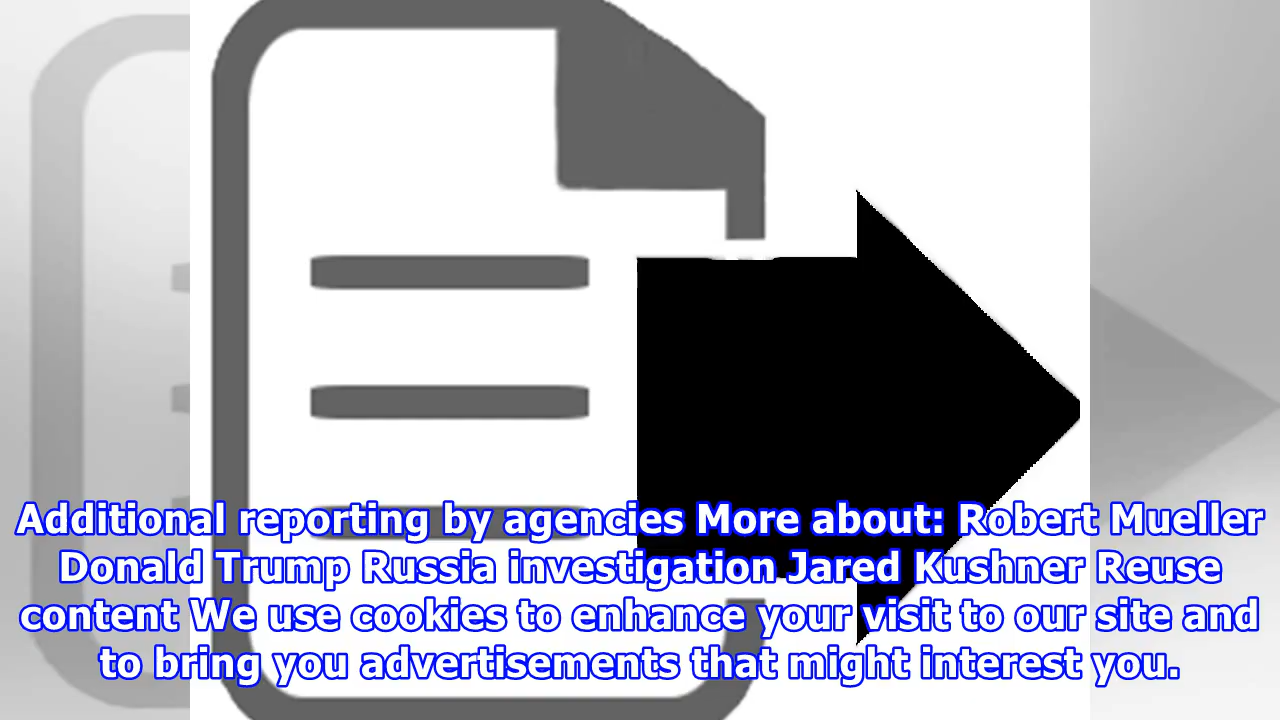 Additional reporting by agencies More about: Robert Mueller
Donald Trump Russia investigation Jared Kushner Reuse
content We use cookies to enhance your visit to our site and
to bring you advertisements that might interest you.